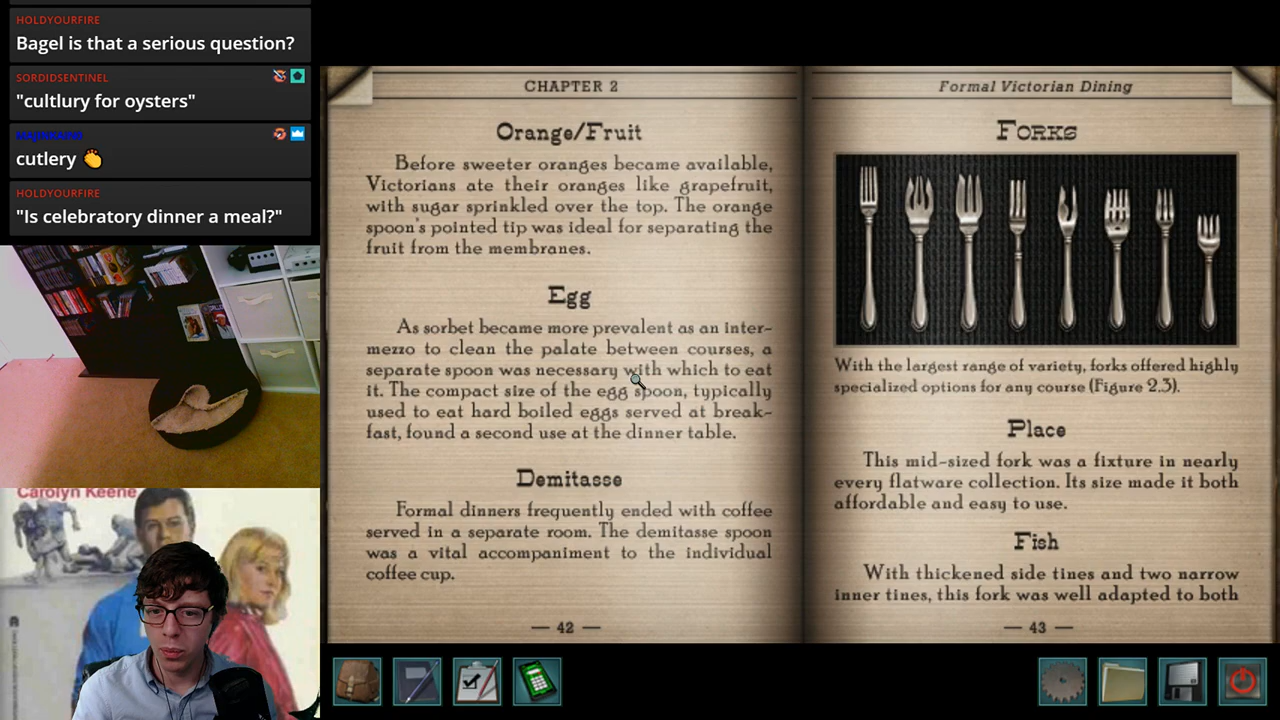 HOLDYOURFIRE
Bagel is that a serious question?
SORDIDSENTINEL
"cultlury for oysters"
cutlery 👏
HOLDYOURFIRE
"Is celebratory dinner a meal?"
Carolyn Keene
CHAPTER 2
Orange/Fruit
Before sweeter oranges became available,
Victorians ate their oranges like grapefruit,
with sugar sprinkled over the top. The orange
spoon's pointed tip was ideal for separating the
fruit from the membranes.
Egg
As sorbet became more prevalent as an inter-
mezzo to clean the palate between courses, a
separate spoon was necessary with which to eat
it. The compact size of the egg spoon, typically
used to eat hard boiled eggs served at break-
fast, found a second use at the dinner table.
Demitasse
Formal dinners frequently ended with coffee
served in a separate room. The demitasse spoon
was a vital accompaniment to the individual
coffee cup.
— 42 —
Formal Victorian Dining
FORKS
With the largest range of variety, forks offered highly
specialized options for any course (Figure 2.3).
Place
This mid-sized fork was a fixture in nearly
every flatware collection. Its size made it both
affordable and easy to use.
Fish
With thickened side tines and two narrow
inner tines, this fork was well adapted to both
— 43 —